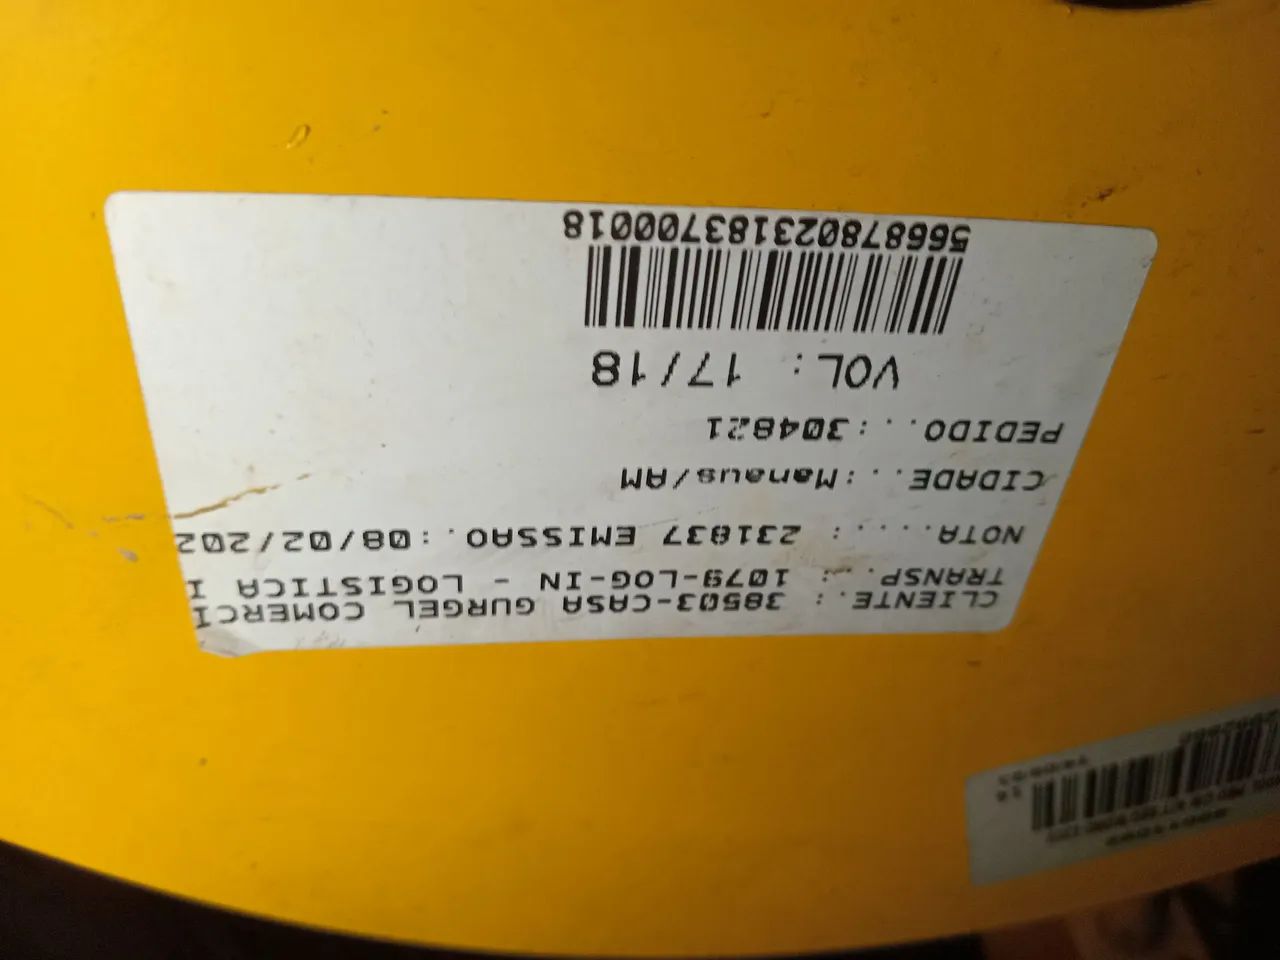 CLIENTE.: 38503-CASA GURGEL COMERCI
TRANSP..: 1079-LOG-IN - LOGISTICA I
NOTA....: 231837 EMISSAO.:08/02/202
CIDADE..:Manaus/AM
PEDIDO..:304821
VOL: 17/18
566878023183700018